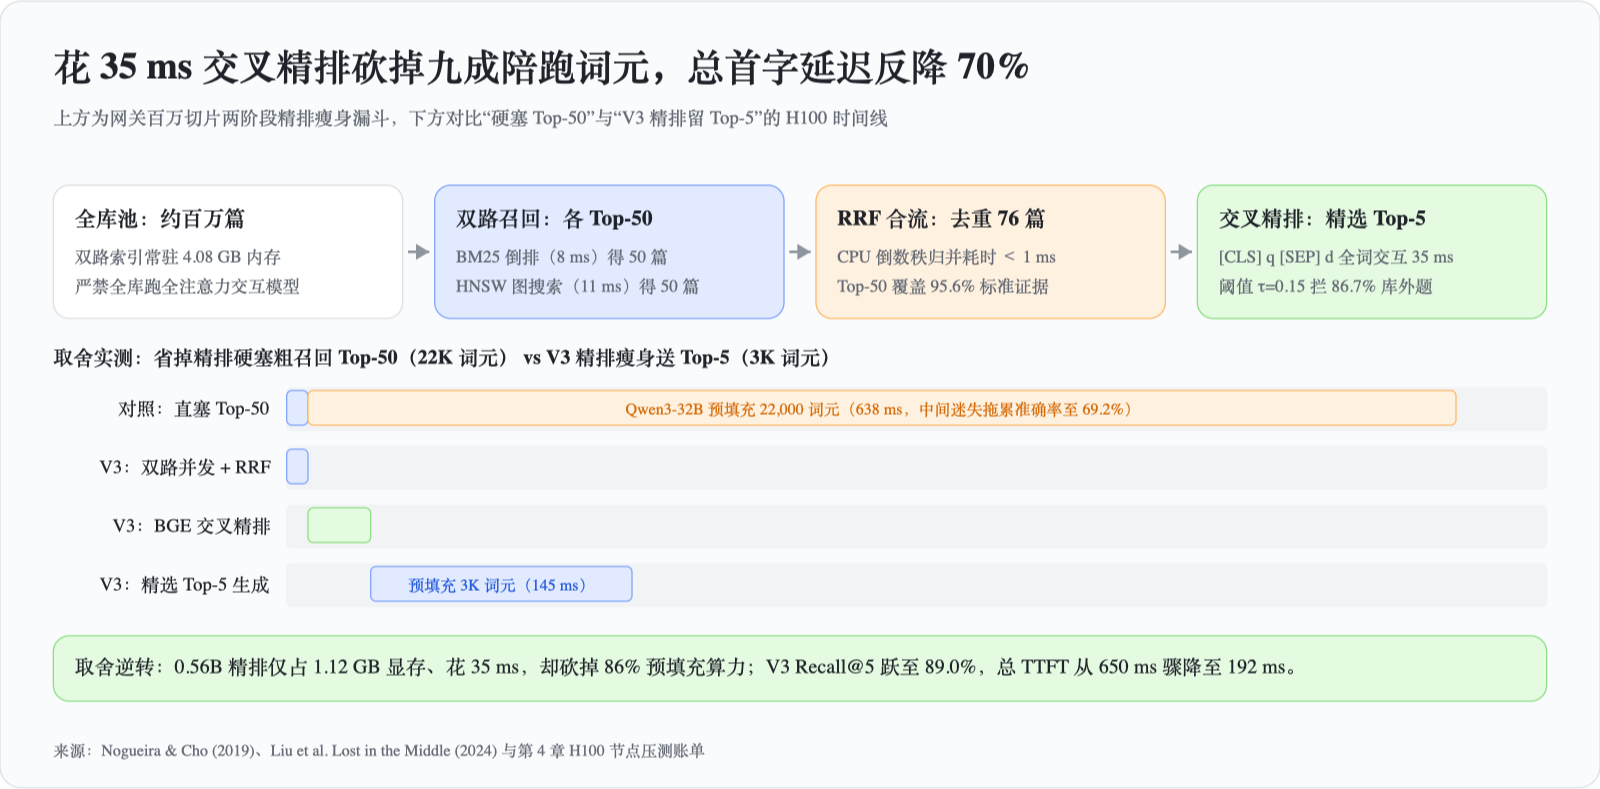 花 35 ms 交叉精排砍掉九成陪跑词元，总首字延迟反降 70%
上方为网关百万切片两阶段精排瘦身漏斗，下方对比“硬塞 Top-50”与“V3 精排留 Top-5”的 H100 时间线
全库池：约百万篇
双路索引常驻 4.08 GB 内存
严禁全库跑全注意力交互模型
双路召回：各 Top-50
BM25 倒排（8 ms）得 50 篇
HNSW 图搜索（11 ms）得 50 篇
RRF 合流：去重 76 篇
CPU 倒数秩归并耗时 < 1 ms
Top-50 覆盖 95.6% 标准证据
交叉精排：精选 Top-5
[CLS] q [SEP] d 全词交互 35 ms
阈值 τ=0.15 拦 86.7% 库外题
取舍实测：省掉精排硬塞粗召回 Top-50（22K 词元） vs V3 精排瘦身送 Top-5（3K 词元）
对照：直塞 Top-50
Qwen3-32B 预填充 22,000 词元（638 ms，中间迷失拖累准确率至 69.2%）
V3：双路并发 + RRF
V3：BGE 交叉精排
V3：精选 Top-5 生成
预填充 3K 词元（145 ms）
取舍逆转：0.56B 精排仅占 1.12 GB 显存、花 35 ms，却砍掉 86% 预填充算力；V3 Recall@5 跃至 89.0%，总 TTFT 从 650 ms 骤降至 192 ms。
来源：Nogueira & Cho (2019)、Liu et al. Lost in the Middle (2024) 与第 4 章 H100 节点压测账单